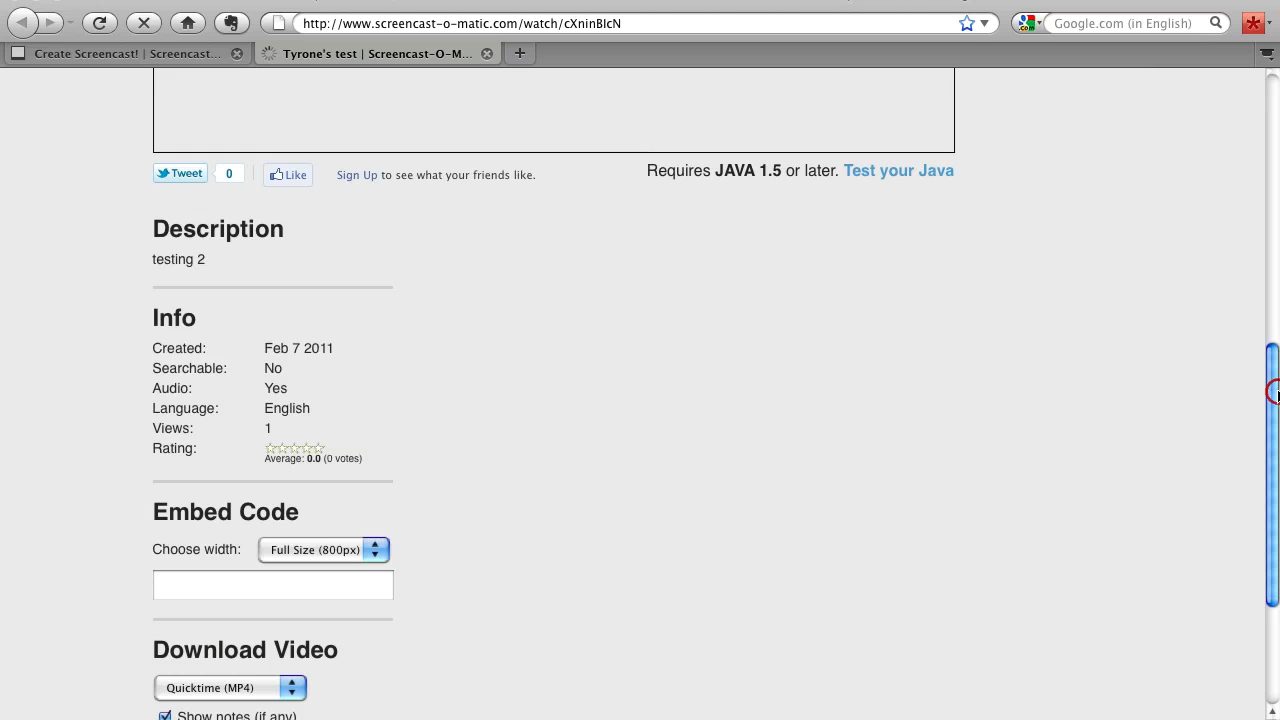 http://www.screencast-o-matic.com/watch/cXninBIcN
Google.com (in English)
Create Screencast! | Screencast...
Tyrone's test | Screencast-O-M...
Tweet 0 Like Sign Up to see what your friends like.
Requires JAVA 1.5 or later. Test your Java
Description
testing 2
Info
Created: Feb 7 2011
Searchable: No
Audio: Yes
Language: English
Views: 1
Rating:
Average: 0.0 (0 votes)
Embed Code
Choose width: Full Size (800px)
Download Video
Quicktime (MP4)
Show notes (if any)